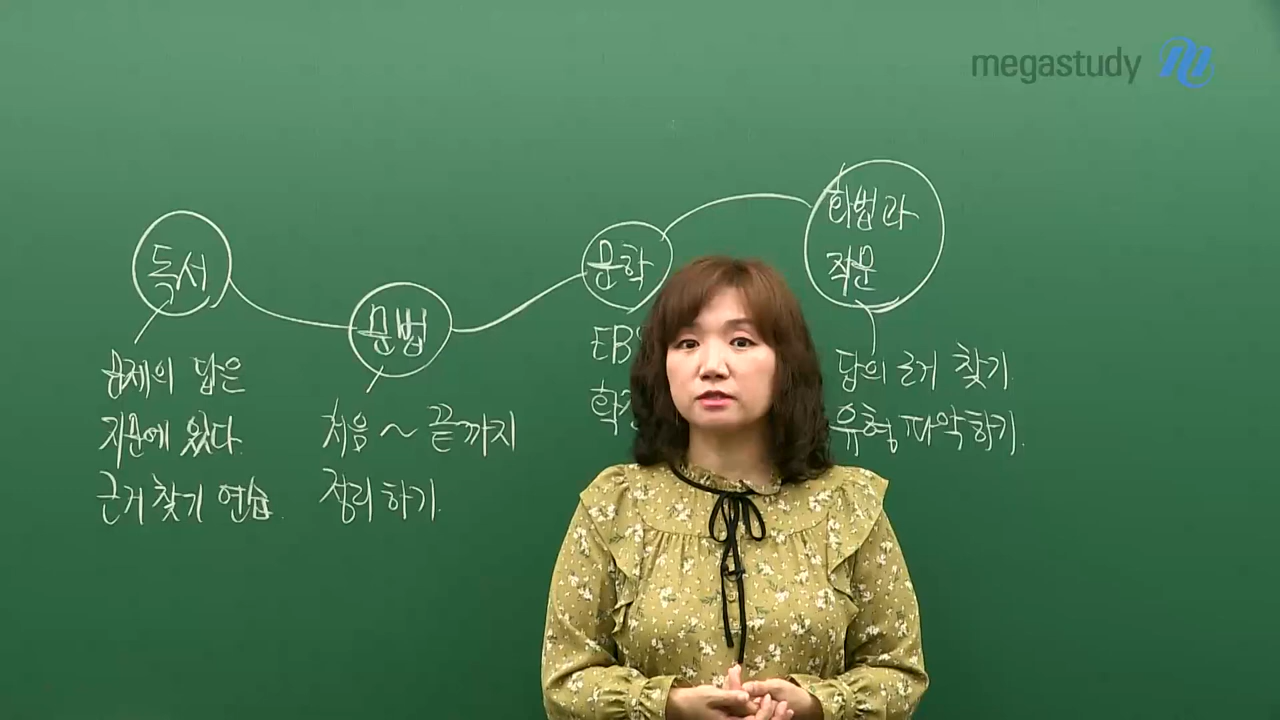 megastudy
독서
문제의 답은
지문에 있다.
근거 찾기 연습.
문법
처음 ~ 끝까지
정리하기.
문학
EBS
화법과
작문
답의 근거 찾기.
유형 파악하기.